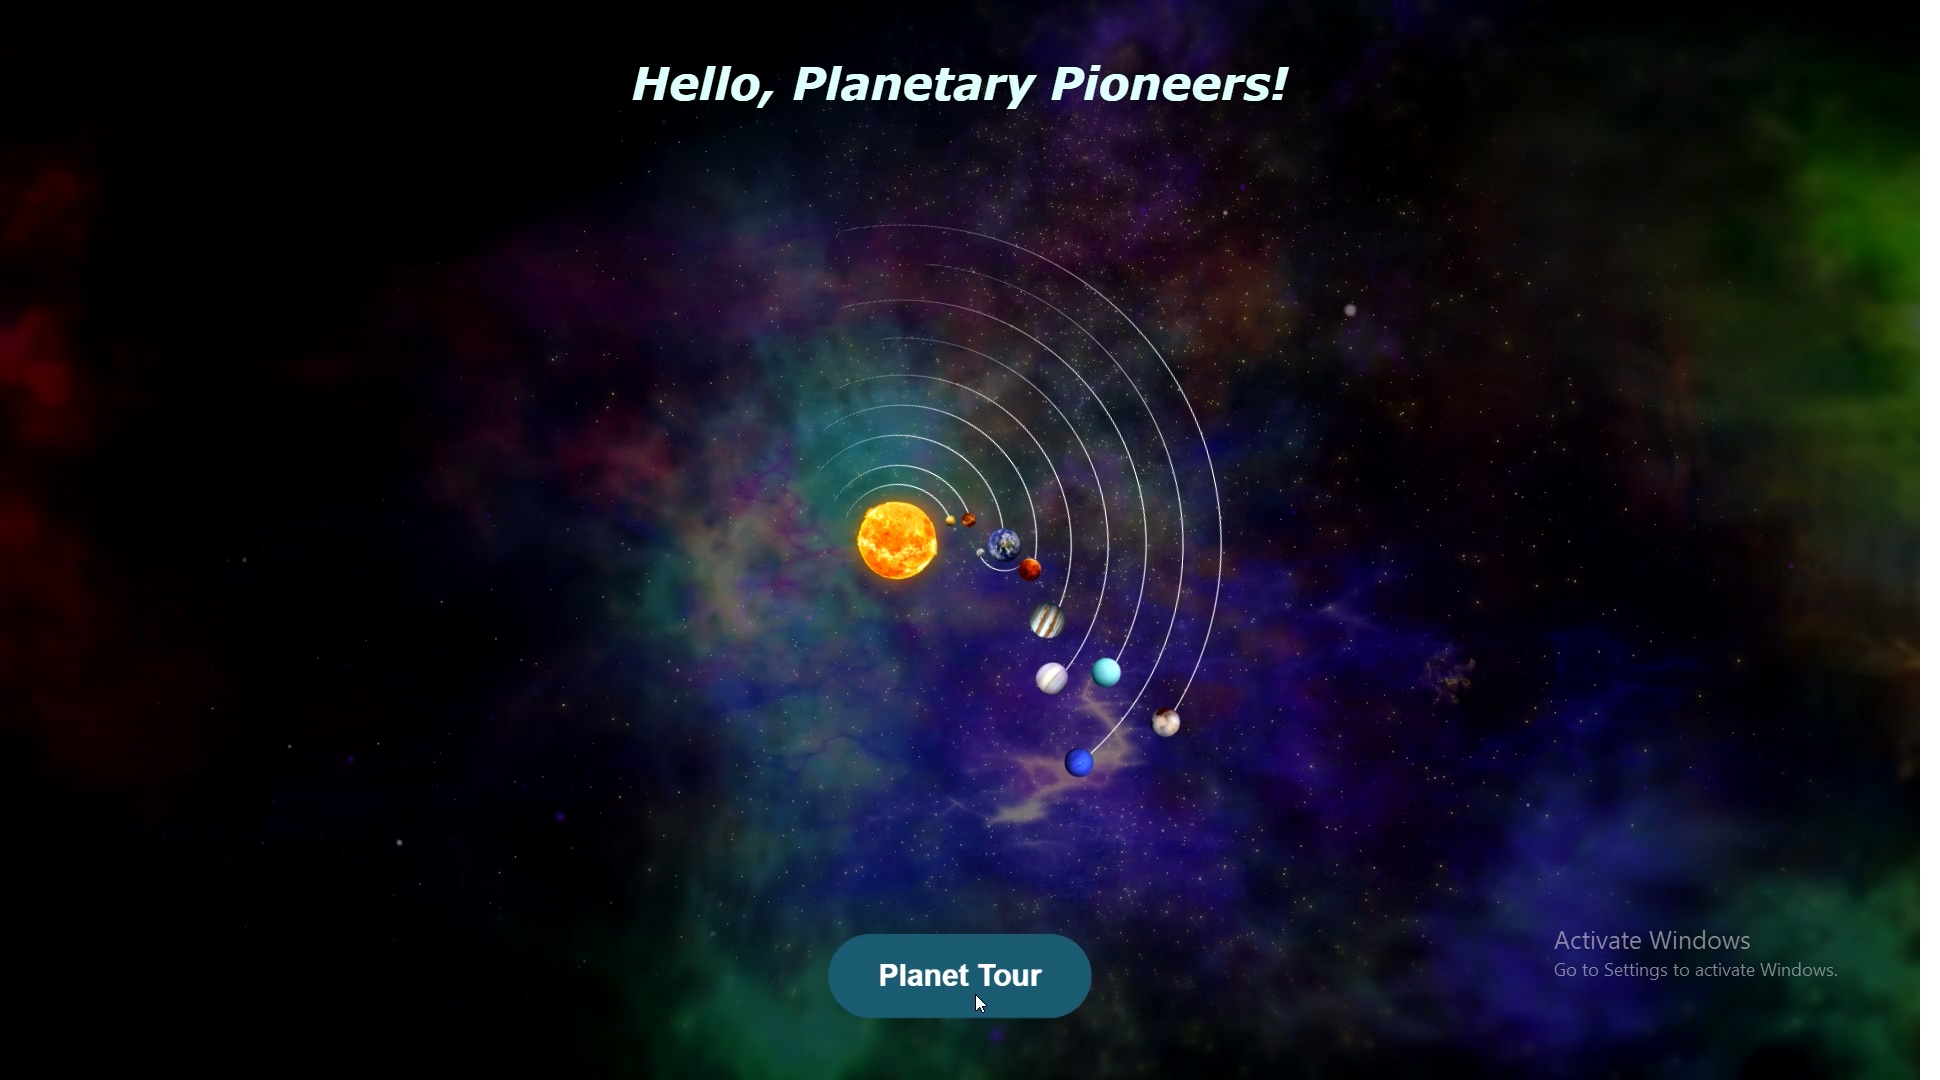 Hello, Planetary Pioneers!
Activate Windows
Go to Settings to activate Windows.
Planet Tour